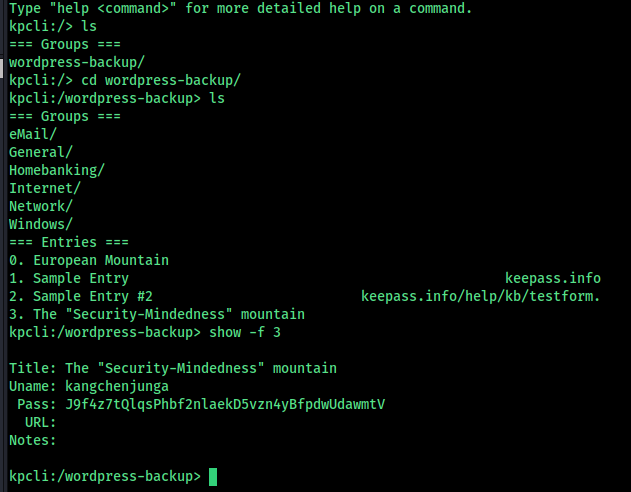 Type "help <command>" for more detailed help on a command.
kpcli:/> ls
=== Groups ===
wordpress-backup/
kpcli:/> cd wordpress-backup/
kpcli:/wordpress-backup> ls
=== Groups ===
eMail/
General/
Homebanking/
Internet/
Network/
Windows/
=== Entries ===
0. European Mountain
1. Sample Entry keepass.info
2. Sample Entry #2 keepass.info/help/kb/testform.
3. The "Security-Mindedness" mountain
kpcli:/wordpress-backup> show -f 3
Title: The "Security-Mindedness" mountain
Uname: kangchenjunga
Pass: J9f4z7tQlqsPhbf2nlaekD5vzn4yBfpdwUdawmtV
URL:
Notes:
kpcli:/wordpress-backup>